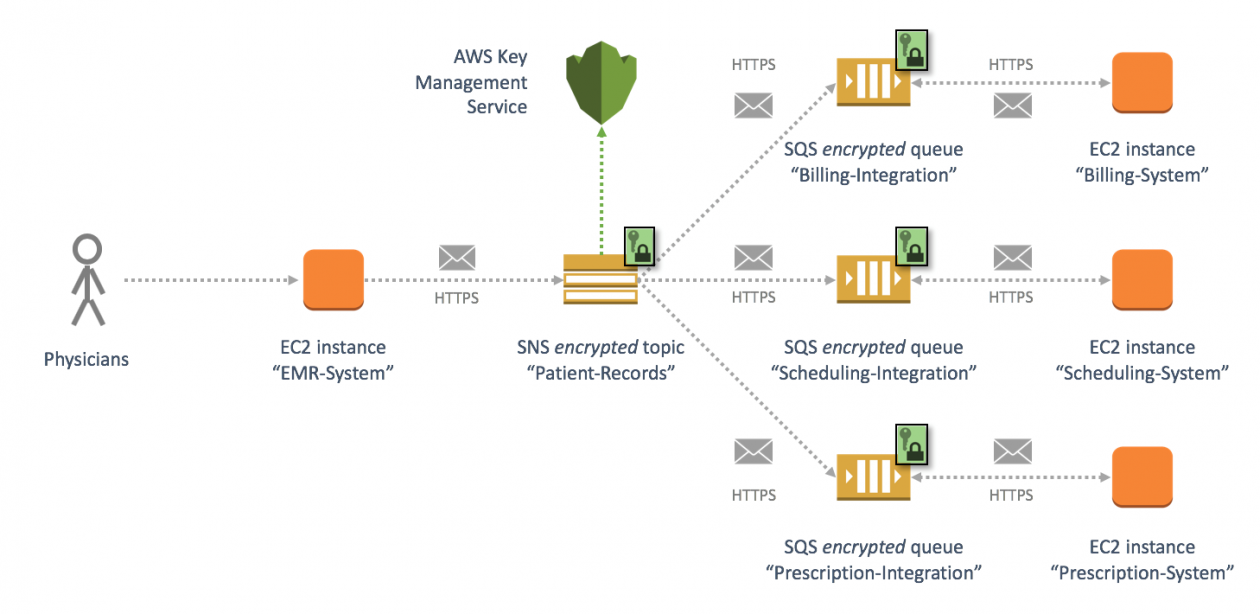 AWS Key
Management
Service
HTTPS
HTTPS
SQS encrypted queue
“Billing-Integration”
EC2 instance
“Billing-System”
HTTPS
HTTPS
HTTPS
Physicians
EC2 instance
“EMR-System”
SNS encrypted topic
“Patient-Records”
SQS encrypted queue
“Scheduling-Integration”
EC2 instance
“Scheduling-System”
HTTPS
HTTPS
SQS encrypted queue
“Prescription-Integration”
EC2 instance
“Prescription-System”